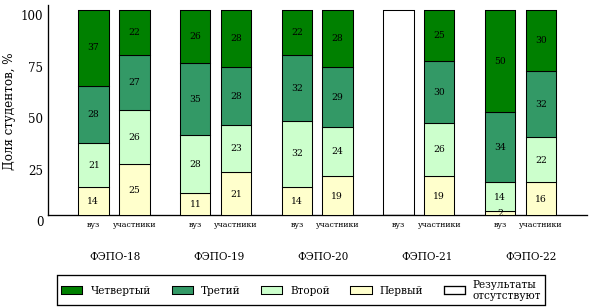 Доля студентов, %
100
75
50
25
0
37 22 26 28 22 28 25 50 30
28 27 35 28 32 29 30 34 32
21 26 28 23 32 24 26 14 22
14 25 11 21 14 19 19 2 16
вуз участники вуз участники вуз участники вуз участники вуз участники
ФЭПО-18 ФЭПО-19 ФЭПО-20 ФЭПО-21 ФЭПО-22
Четвертый Третий Второй Первый Результаты
отсутствуют